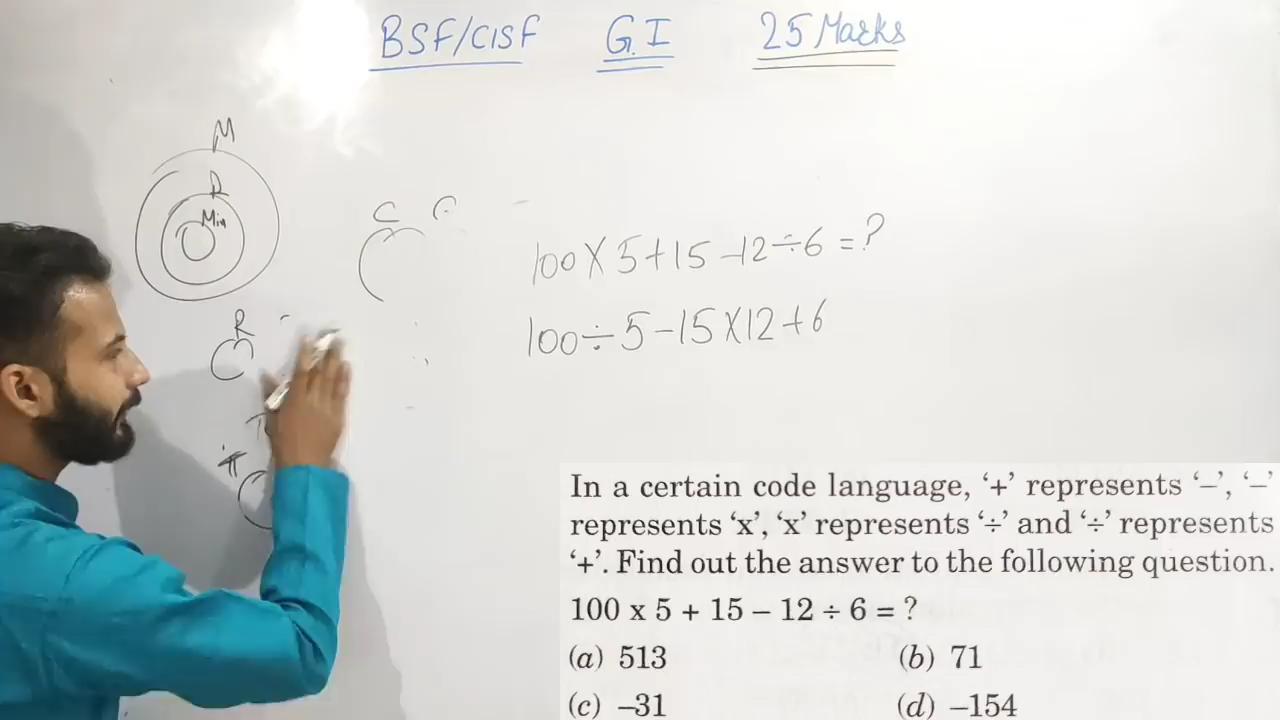 BSF/CISF G.I 25 Marks
M
D
Min
C
R
100 X 5 + 15 - 12 ÷ 6 = ?
100 ÷ 5 - 15 X 12 + 6
In a certain code language, ‘+’ represents ‘–’, ‘–’
represents ‘x’, ‘x’ represents ‘÷’ and ‘÷’ represents
‘+’. Find out the answer to the following question.
100 x 5 + 15 – 12 ÷ 6 = ?
(a) 513 (b) 71
(c) –31 (d) –154